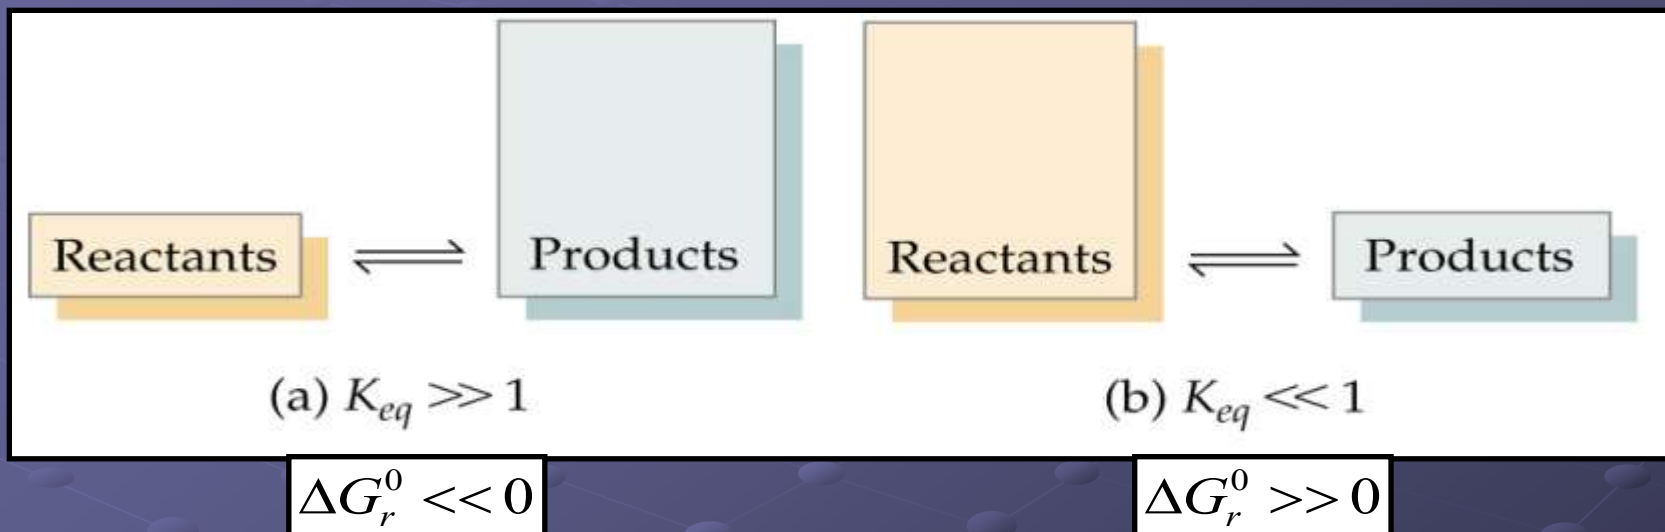 Reactants ⇌ Products
Reactants ⇌ Products
(a) K_eq >> 1
(b) K_eq << 1
ΔG_r^0 << 0
ΔG_r^0 >> 0